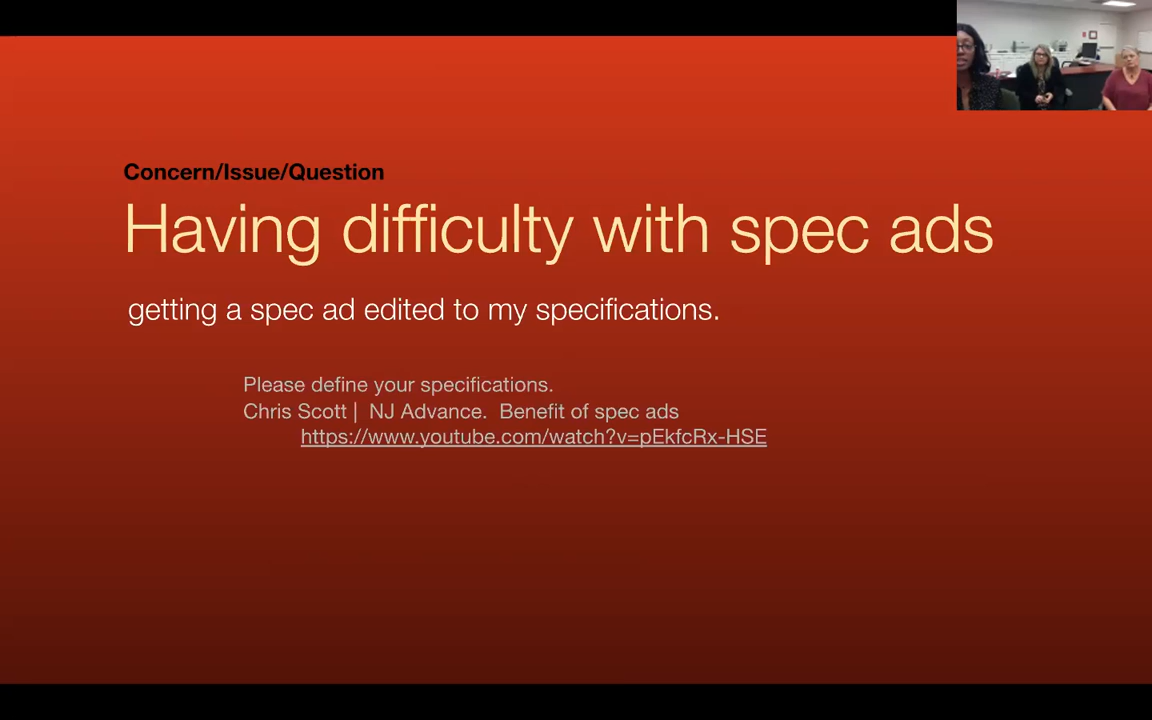 Concern/Issue/Question
Having difficulty with spec ads
getting a spec ad edited to my specifications.
Please define your specifications.
Chris Scott | NJ Advance. Benefit of spec ads
https://www.youtube.com/watch?v=pEkfcRx-HSE